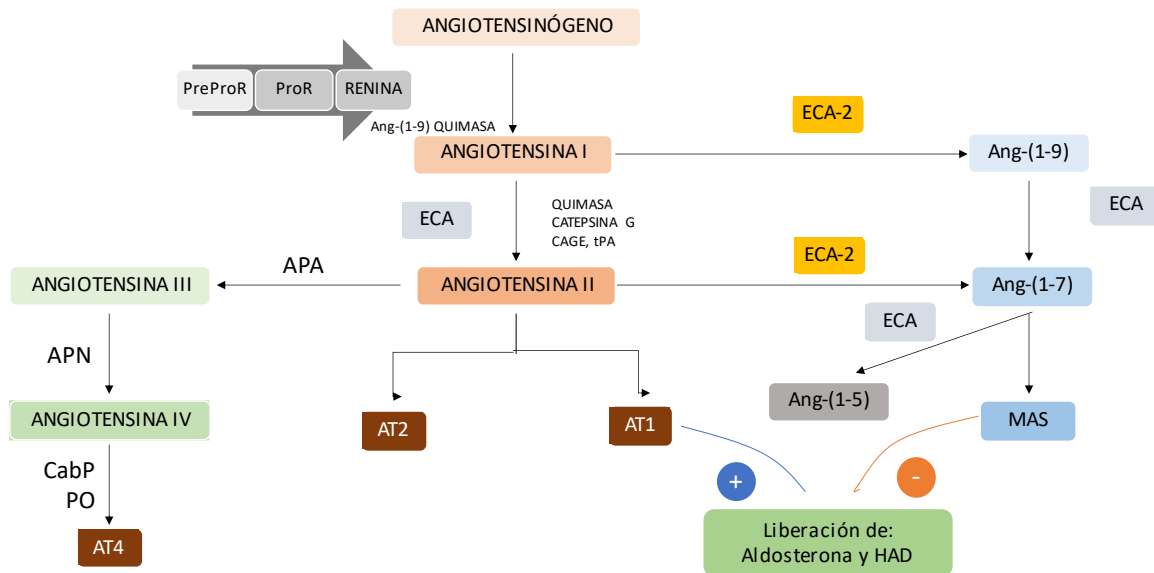 ANGIOTENSINÓGENO
PreProR
ProR
RENINA
Ang-(1-9) QUIMASA
ECA-2
ANGIOTENSINA I
Ang-(1-9)
ECA
QUIMASA
CATEPSINA G
CAGE, tPA
ECA
ANGIOTENSINA III
APA
ANGIOTENSINA II
ECA-2
Ang-(1-7)
ECA
APN
Ang-(1-5)
ANGIOTENSINA IV
AT2
AT1
MAS
CabP
PO
+
-
AT4
Liberación de:
Aldosterona y HAD